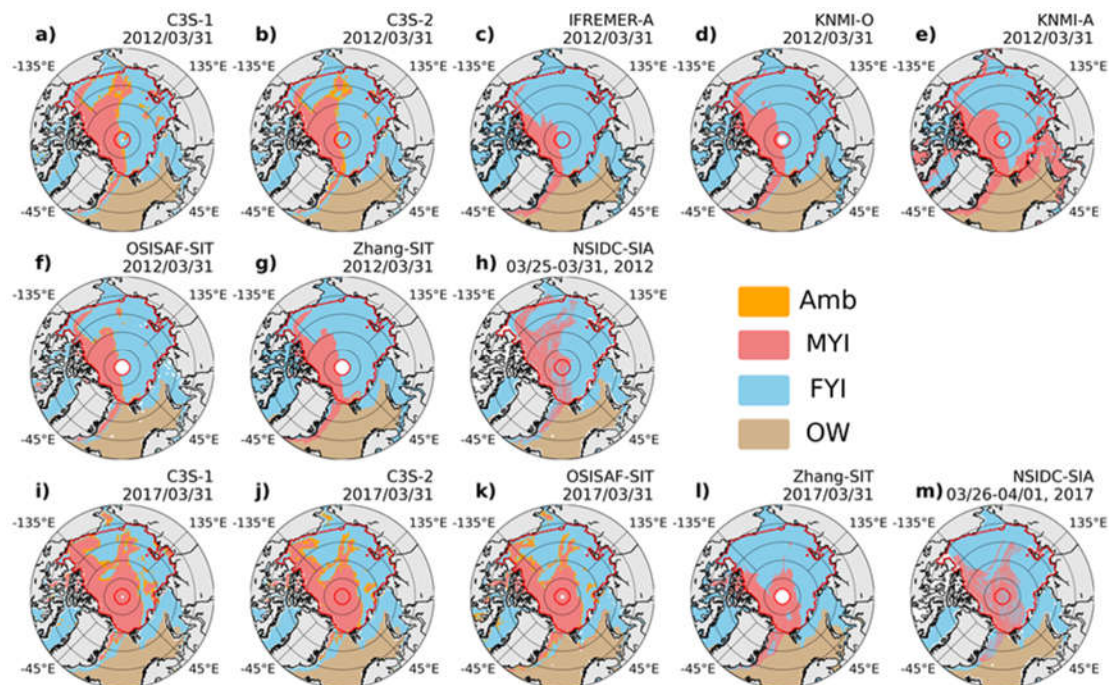 a) C3S-1
2012/03/31
-135°E 135°E
-45°E 45°E
b) C3S-2
2012/03/31
-135°E 135°E
-45°E 45°E
c) IFREMER-A
2012/03/31
-135°E 135°E
-45°E 45°E
d) KNMI-O
2012/03/31
-135°E 135°E
-45°E 45°E
e) KNMI-A
2012/03/31
-135°E 135°E
-45°E 45°E
f) OSISAF-SIT
2012/03/31
-135°E 135°E
-45°E 45°E
g) Zhang-SIT
2012/03/31
-135°E 135°E
-45°E 45°E
h) NSIDC-SIA
03/25-03/31, 2012
-135°E 135°E
-45°E 45°E
Amb
MYI
FYI
OW
i) C3S-1
2017/03/31
-135°E 135°E
-45°E 45°E
j) C3S-2
2017/03/31
-135°E 135°E
-45°E 45°E
k) OSISAF-SIT
2017/03/31
-135°E 135°E
-45°E 45°E
l) Zhang-SIT
2017/03/31
-135°E 135°E
-45°E 45°E
m) NSIDC-SIA
03/26-04/01, 2017
-135°E 135°E
-45°E 45°E